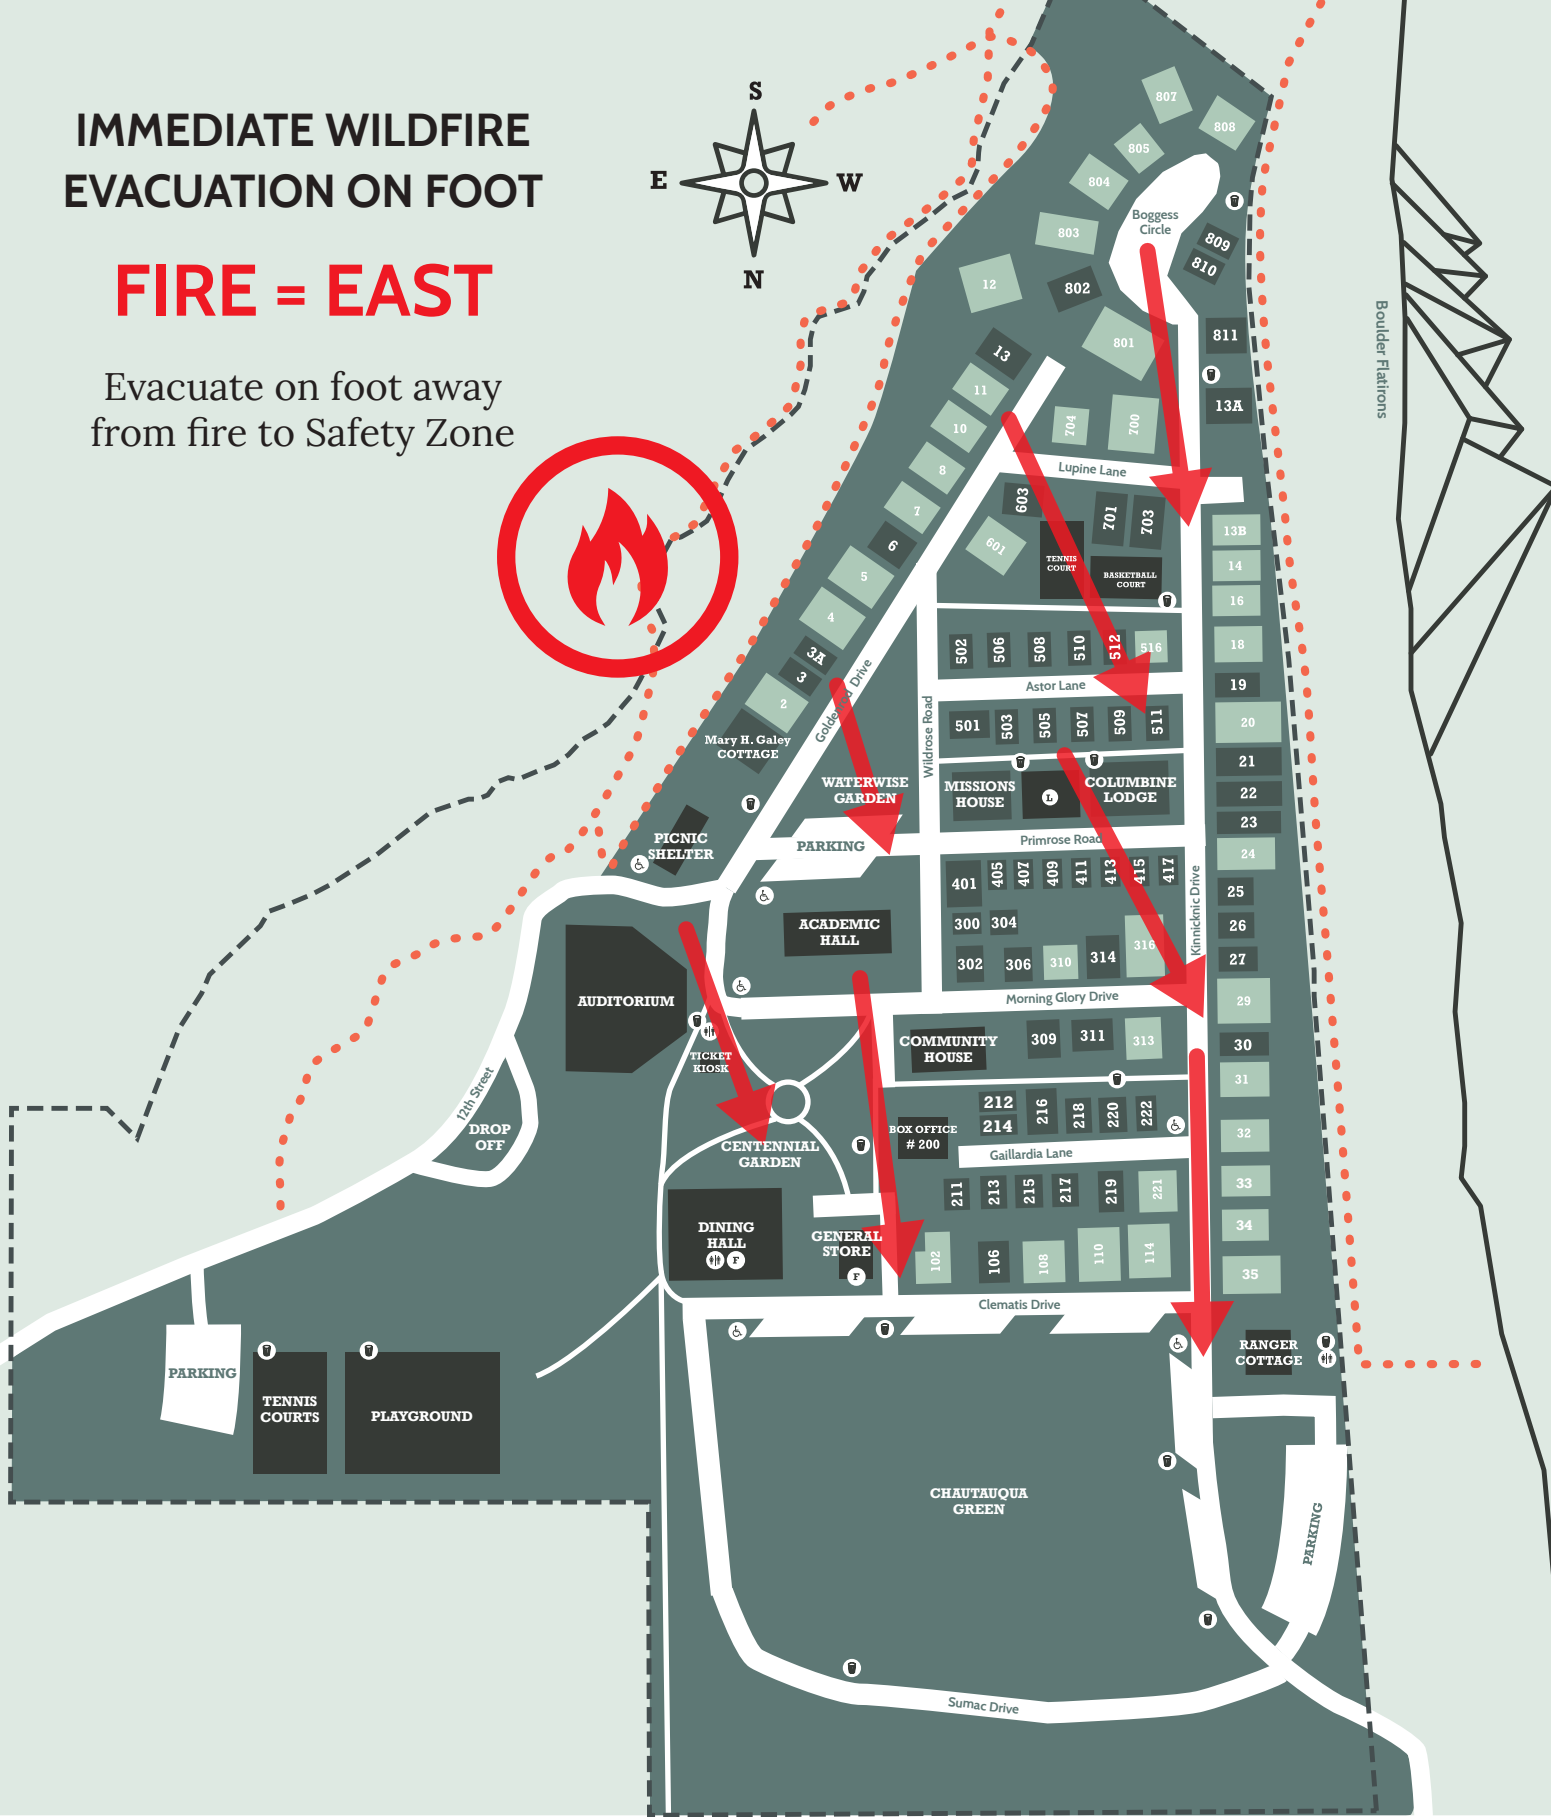 IMMEDIATE WILDFIRE
EVACUATION ON FOOT
FIRE = EAST
Evacuate on foot away
from fire to Safety Zone
S
E
W
N
807
808
805
804
Boggess
Circle
803
809
810
12
802
801
811
13
11
13A
704
700
10
Boulder Flatirons
8
Lupine Lane
7
603
701
703
13B
6
601
TENNIS
COURT
BASKETBALL
COURT
14
5
16
4
502
506
508
510
512
516
18
3A
3
Astor Lane
19
2
Drive
Wildrose Road
501
503
505
507
509
511
20
Mary H. Galey
COTTAGE
21
WATERWISE
GARDEN
MISSIONS
HOUSE
L
COLUMBINE
LODGE
22
23
PICNIC
SHELTER
PARKING
Primrose Road
24
401
405
407
409
411
413
415
417
Kinnicknic Drive
25
ACADEMIC
HALL
300
304
26
302
306
310
314
316
27
AUDITORIUM
Morning Glory Drive
29
COMMUNITY
HOUSE
309
311
313
30
TICKET
KIOSK
31
12th Street
DROP
OFF
212
214
216
218
220
222
BOX OFFICE
# 200
32
CENTENNIAL
GARDEN
Gaillardia Lane
211
213
215
217
219
221
33
DINING
HALL
F
GENERAL
STORE
F
34
102
106
108
110
114
35
Clematis Drive
RANGER
COTTAGE
PARKING
TENNIS
COURTS
PLAYGROUND
CHAUTAUQUA
GREEN
PARKING
Sumac Drive